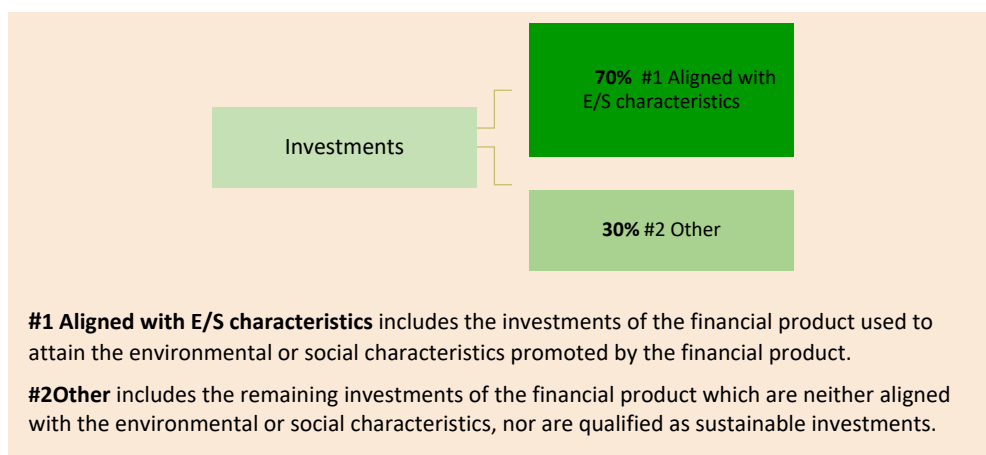 70% #1 Aligned with
E/S characteristics
Investments
30% #2 Other
#1 Aligned with E/S characteristics includes the investments of the financial product used to
attain the environmental or social characteristics promoted by the financial product.
#2Other includes the remaining investments of the financial product which are neither aligned
with the environmental or social characteristics, nor are qualified as sustainable investments.